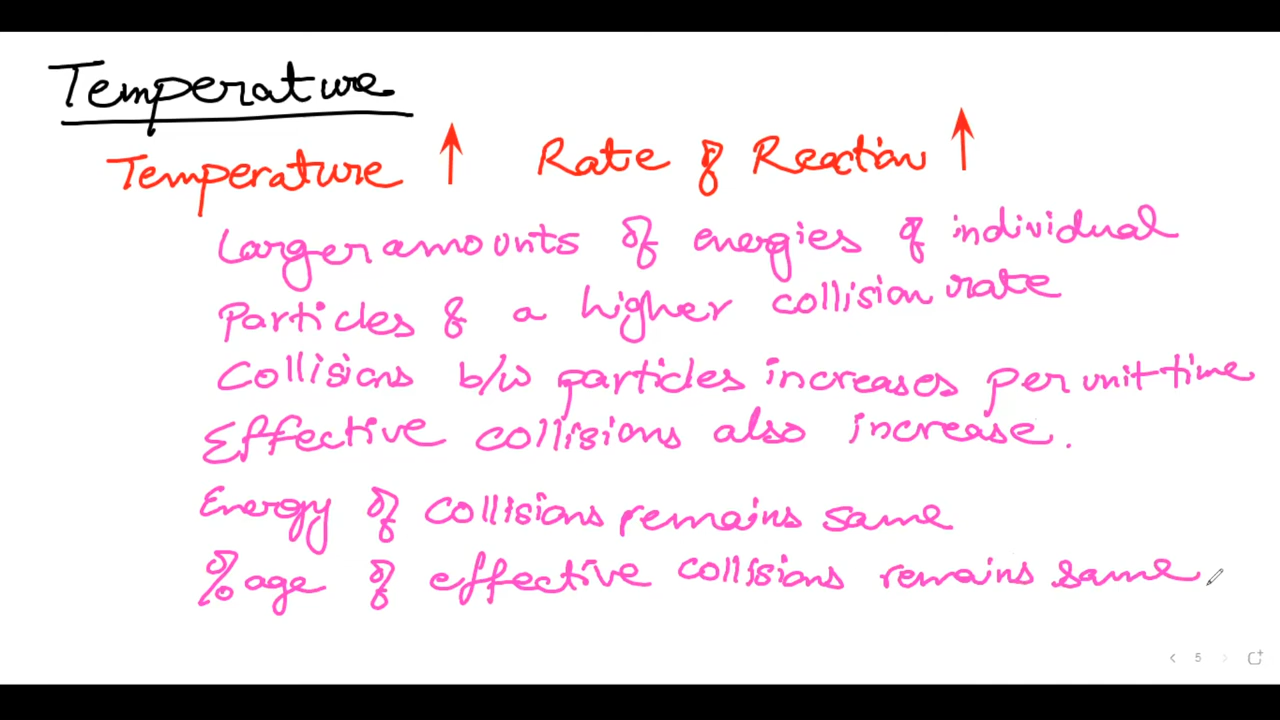 Temperature
Temperature ↑ Rate of Reaction ↑
Larger amounts of energies of individual
Particles & a higher collision rate
Collisions b/w particles increases per unit time
Effective collisions also increase.
Energy of collisions remains same
%age of effective collisions remains same
5